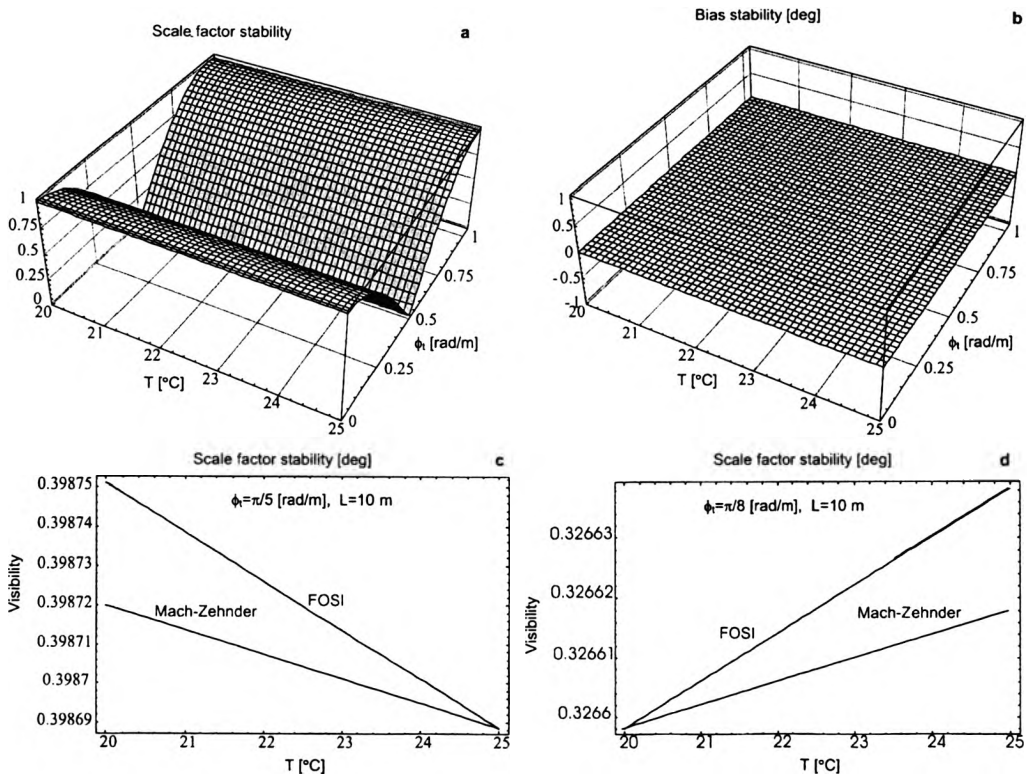 Scale factor stability
a
1
0.75
0.5
0.25
0
20
21
22
23
24
25
T [°C]
0
0.25
0.5
0.75
1
ϕt [rad/m]
Bias stability [deg]
b
1
0.5
0
-0.5
-1
20
21
22
23
24
25
T [°C]
0
0.25
0.5
0.75
1
ϕt [rad/m]
Scale factor stability [deg]
c
ϕt=π/5 [rad/m], L=10 m
0.39875
0.39874
0.39873
0.39872
0.39871
0.3987
0.39869
Visibility
Mach-Zehnder
FOSI
20 21 22 23 24 25
T [°C]
Scale factor stability [deg]
d
ϕt=π/8 [rad/m], L=10 m
0.32663
0.32662
0.32661
0.3266
Visibility
FOSI
Mach-Zehnder
20 21 22 23 24 25
T [°C]